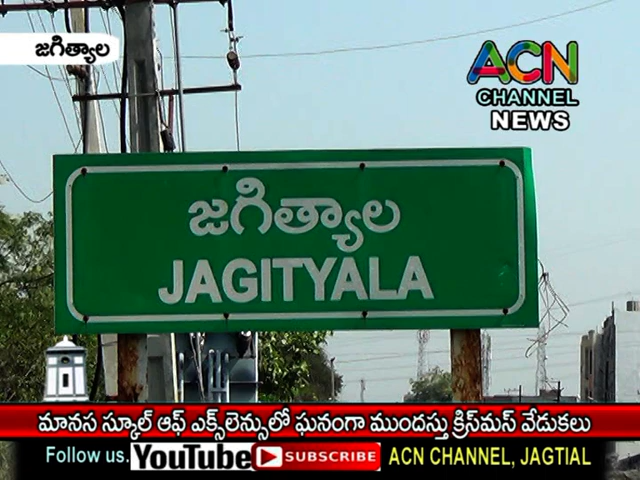 జగిత్యాల
ACN
CHANNEL
NEWS
జగిత్యాల
JAGITYALA
మానస స్కూల్ ఆఫ్ ఎక్స్‌లెన్సులో ఘనంగా ముందస్తు క్రిస్‌మస్ వేడుకలు
Follow us. YouTube SUBSCRIBE ACN CHANNEL, JAGTIAL